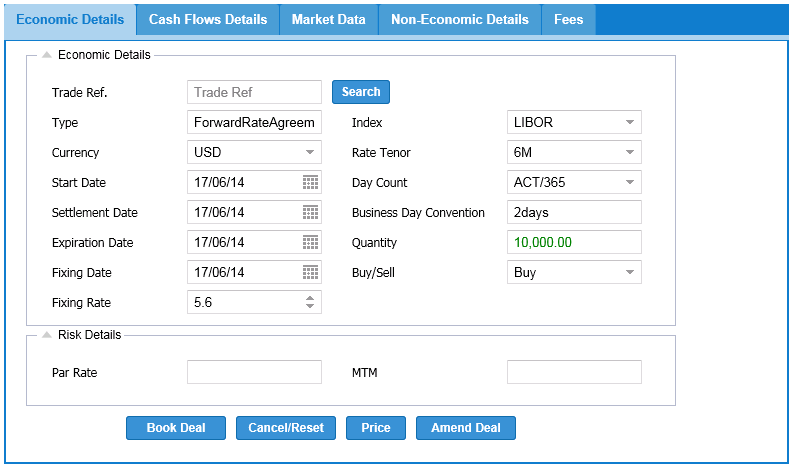 Economic Details Cash Flows Details Market Data Non-Economic Details Fees
Economic Details
Trade Ref. Trade Ref Search
Type ForwardRateAgreem Index LIBOR
Currency USD Rate Tenor 6M
Start Date 17/06/14 Day Count ACT/365
Settlement Date 17/06/14 Business Day Convention 2days
Expiration Date 17/06/14 Quantity 10,000.00
Fixing Date 17/06/14 Buy/Sell Buy
Fixing Rate 5.6
Risk Details
Par Rate MTM
Book Deal Cancel/Reset Price Amend Deal